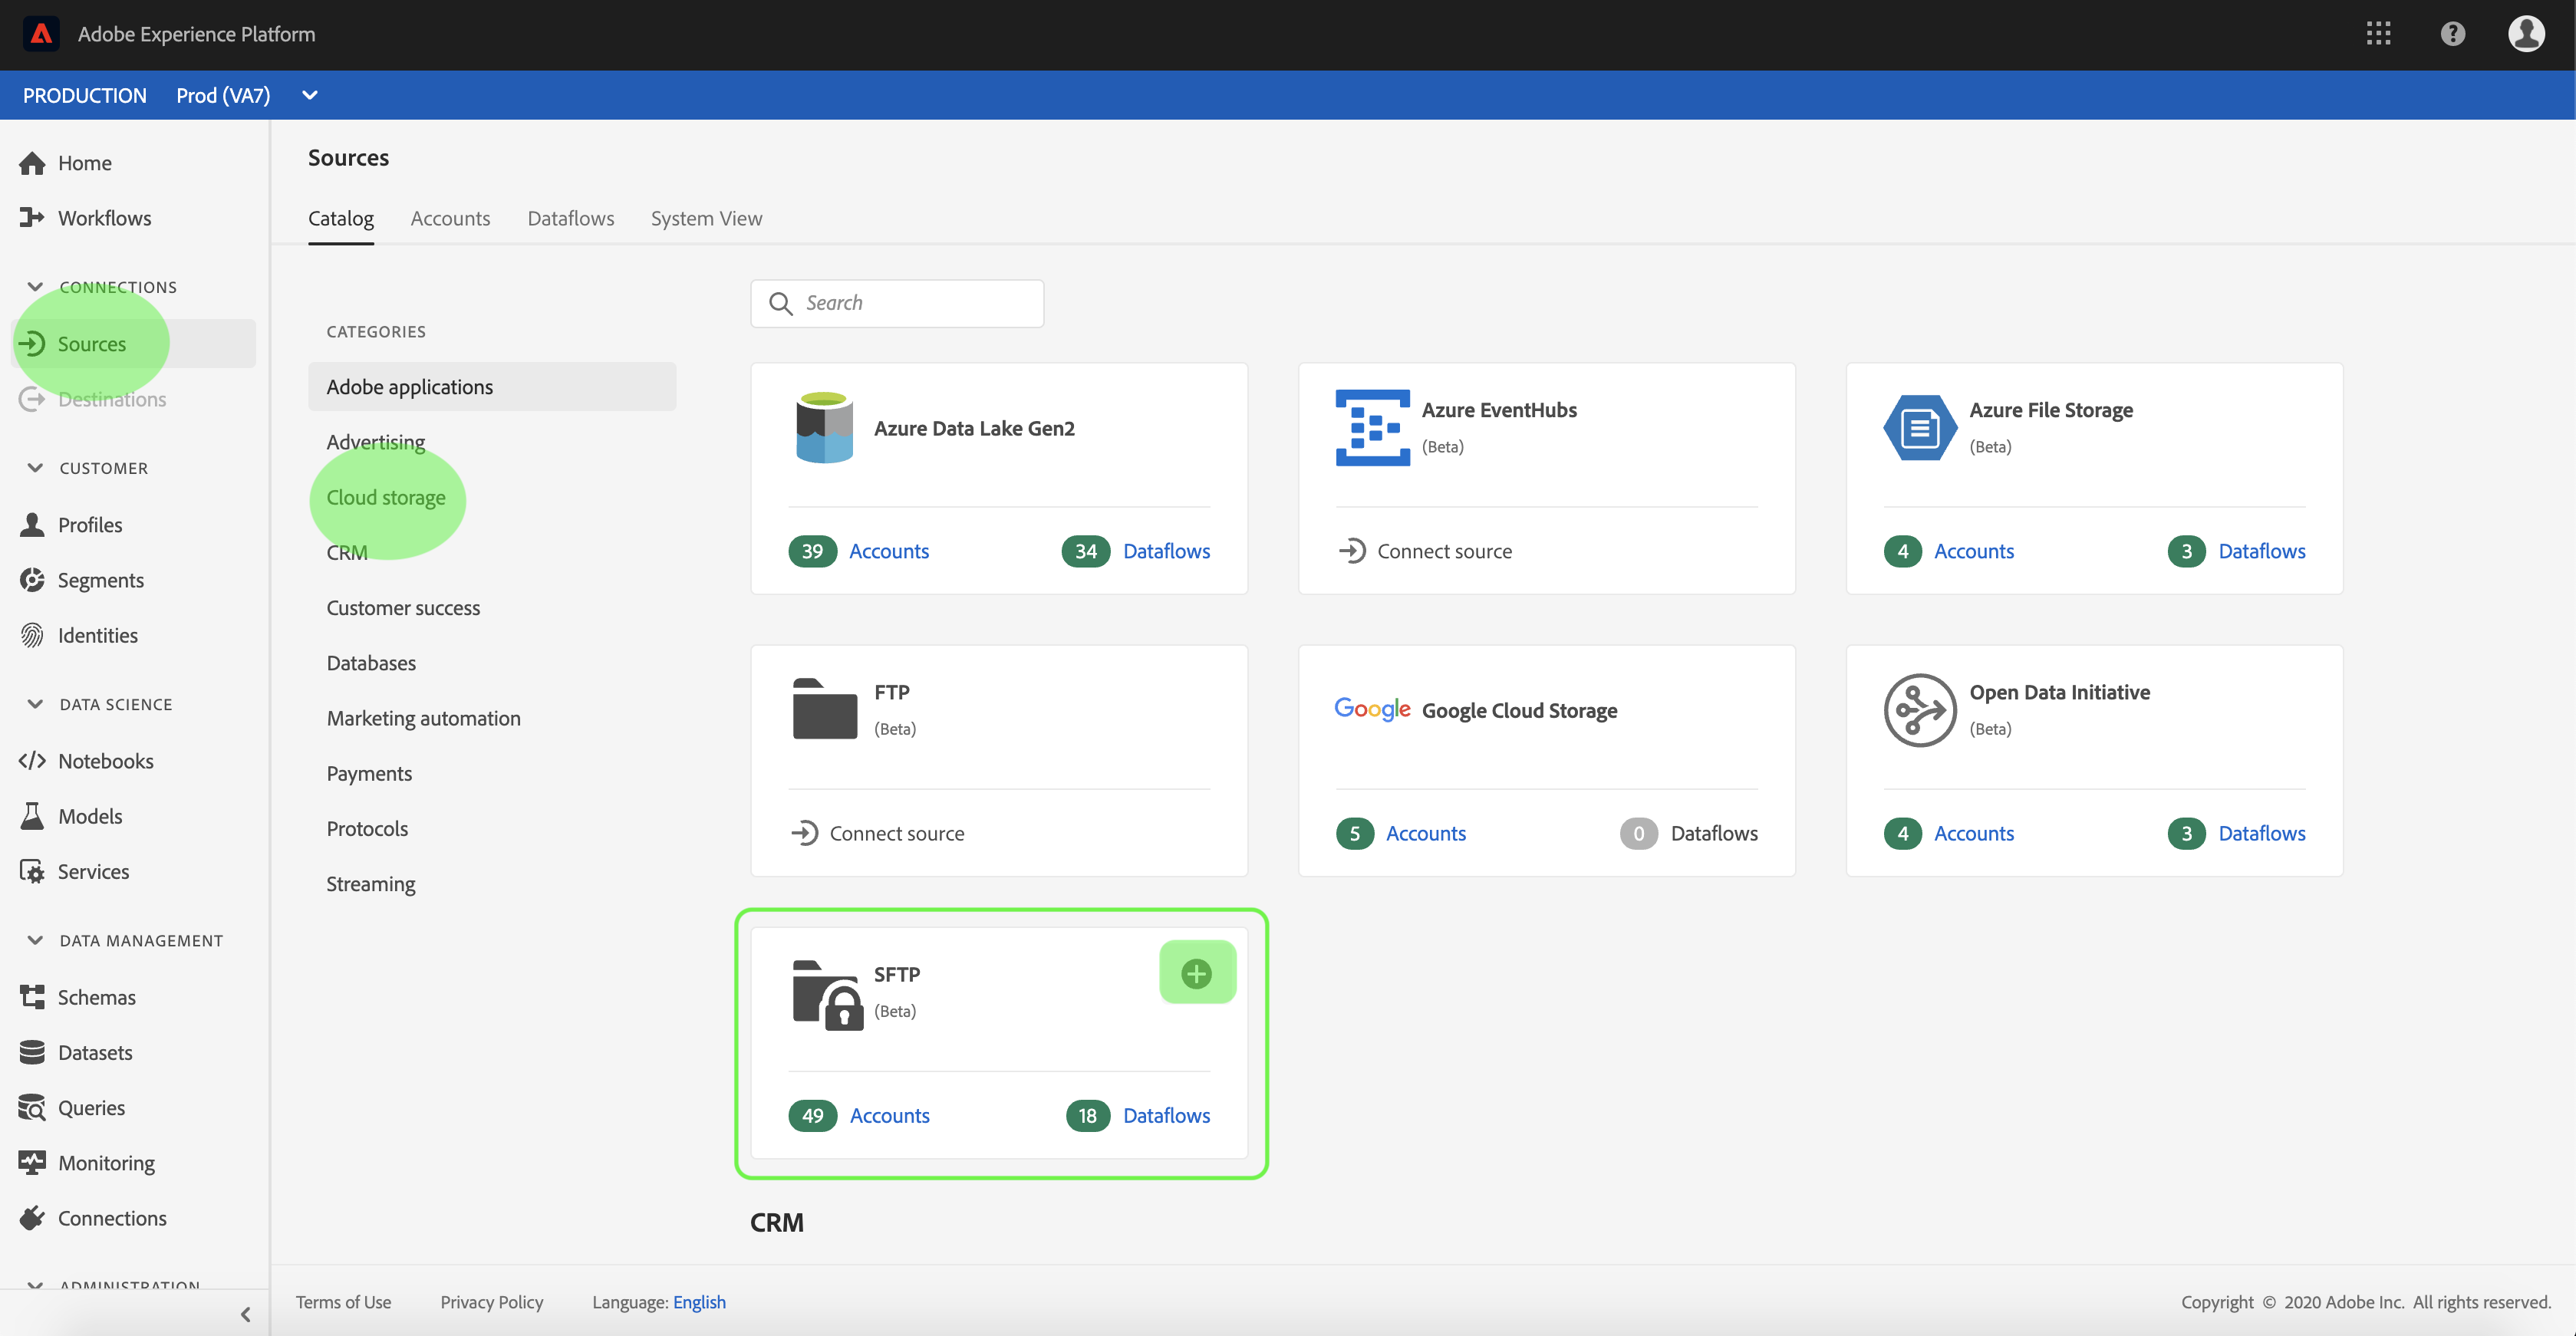 Adobe Experience Platform
PRODUCTION Prod (VA7)
Home
Workflows
CONNECTIONS
Sources
Destinations
CUSTOMER
Profiles
Segments
Identities
DATA SCIENCE
Notebooks
Models
Services
DATA MANAGEMENT
Schemas
Datasets
Queries
Monitoring
Connections
ADMINISTRATION
Sources
Catalog Accounts Dataflows System View
CATEGORIES
Adobe applications
Advertising
Cloud storage
CRM
Customer success
Databases
Marketing automation
Payments
Protocols
Streaming
Search
Azure Data Lake Gen2
39 Accounts 34 Dataflows
Azure EventHubs
(Beta)
Connect source
Azure File Storage
(Beta)
4 Accounts 3 Dataflows
FTP
(Beta)
Connect source
Google Google Cloud Storage
5 Accounts 0 Dataflows
Open Data Initiative
(Beta)
4 Accounts 3 Dataflows
SFTP
(Beta)
49 Accounts 18 Dataflows
CRM
Terms of Use Privacy Policy Language: English Copyright © 2020 Adobe Inc. All rights reserved.